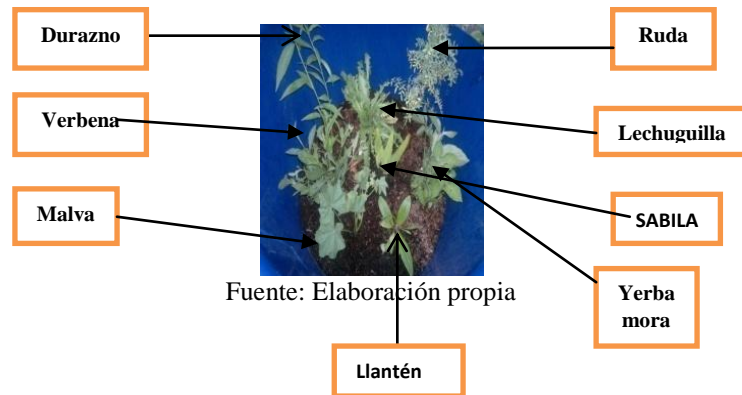 Durazno
Ruda
Verbena
Lechuguilla
Malva
SABILA
Fuente: Elaboración propia
Yerba
mora
Llantén